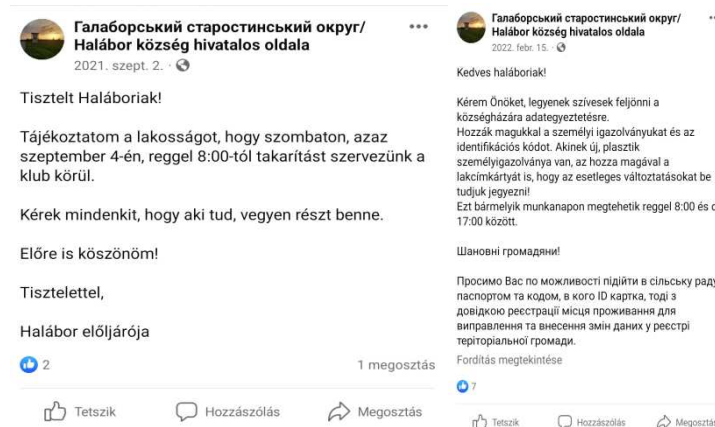 Галаборський старостинський округ/
Halábor község hivatalos oldala
2021. szept. 2. ·
Tisztelt Haláboriak!
Tájékoztatom a lakosságot, hogy szombaton, azaz
szeptember 4-én, reggel 8:00-tól takarítást szervezünk a
klub körül.
Kérek mindenkit, hogy aki tud, vegyen részt benne.
Előre is köszönöm!
Tisztelettel,
Halábor előljárója
2
1 megosztás
Tetszik Hozzászólás Megosztás
Галаборський старостинський округ/
Halábor község hivatalos oldala
2022. febr. 15. ·
Kedves haláboriak!
Kérem Önöket, legyenek szívesek feljönni a
községházára adategyeztetésre.
Hozzák magukkal a személyi igazolványukat és az
identifikációs kódot. Akinek új, plasztik
személyigazolványa van, az hozza magával a
lakcímkártyát is, hogy az esetleges változtatásokat be
tudjuk jegyezni!
Ezt bármelyik munkanapon megtehetik reggel 8:00 és
17:00 között.
Шановні громадяни!
Просимо Вас по можливості підійти в сільську раду
паспортом та кодом, в кого ID картка, тоді з
довідкою реєстрації місця проживання для
виправлення та внесення змін даних у реєстрі
територіальної громади.
Fordítás megtekintése
7
Tetszik Hozzászólás Megosztás